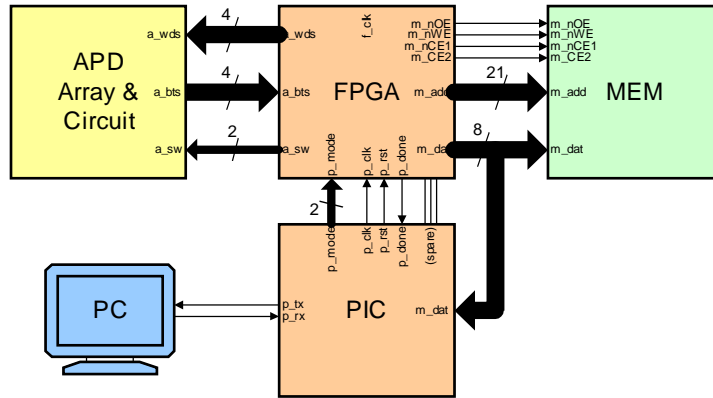 4
a_wds
a_wds
f_clk
m_nOE
m_nWE
m_nCE1
m_CE2
m_nOE
m_nWE
m_nCE1
m_CE2
APD
Array &
Circuit
4
a_bts
a_bts
FPGA
m_add
21
m_add
MEM
2
a_sw
a_sw
p_mode
p_clk
p_rst
p_done
m_dat
8
m_dat
2
p_mode
p_clk
p_rst
p_done
(spare)
PC
p_tx
p_rx
PIC
m_dat